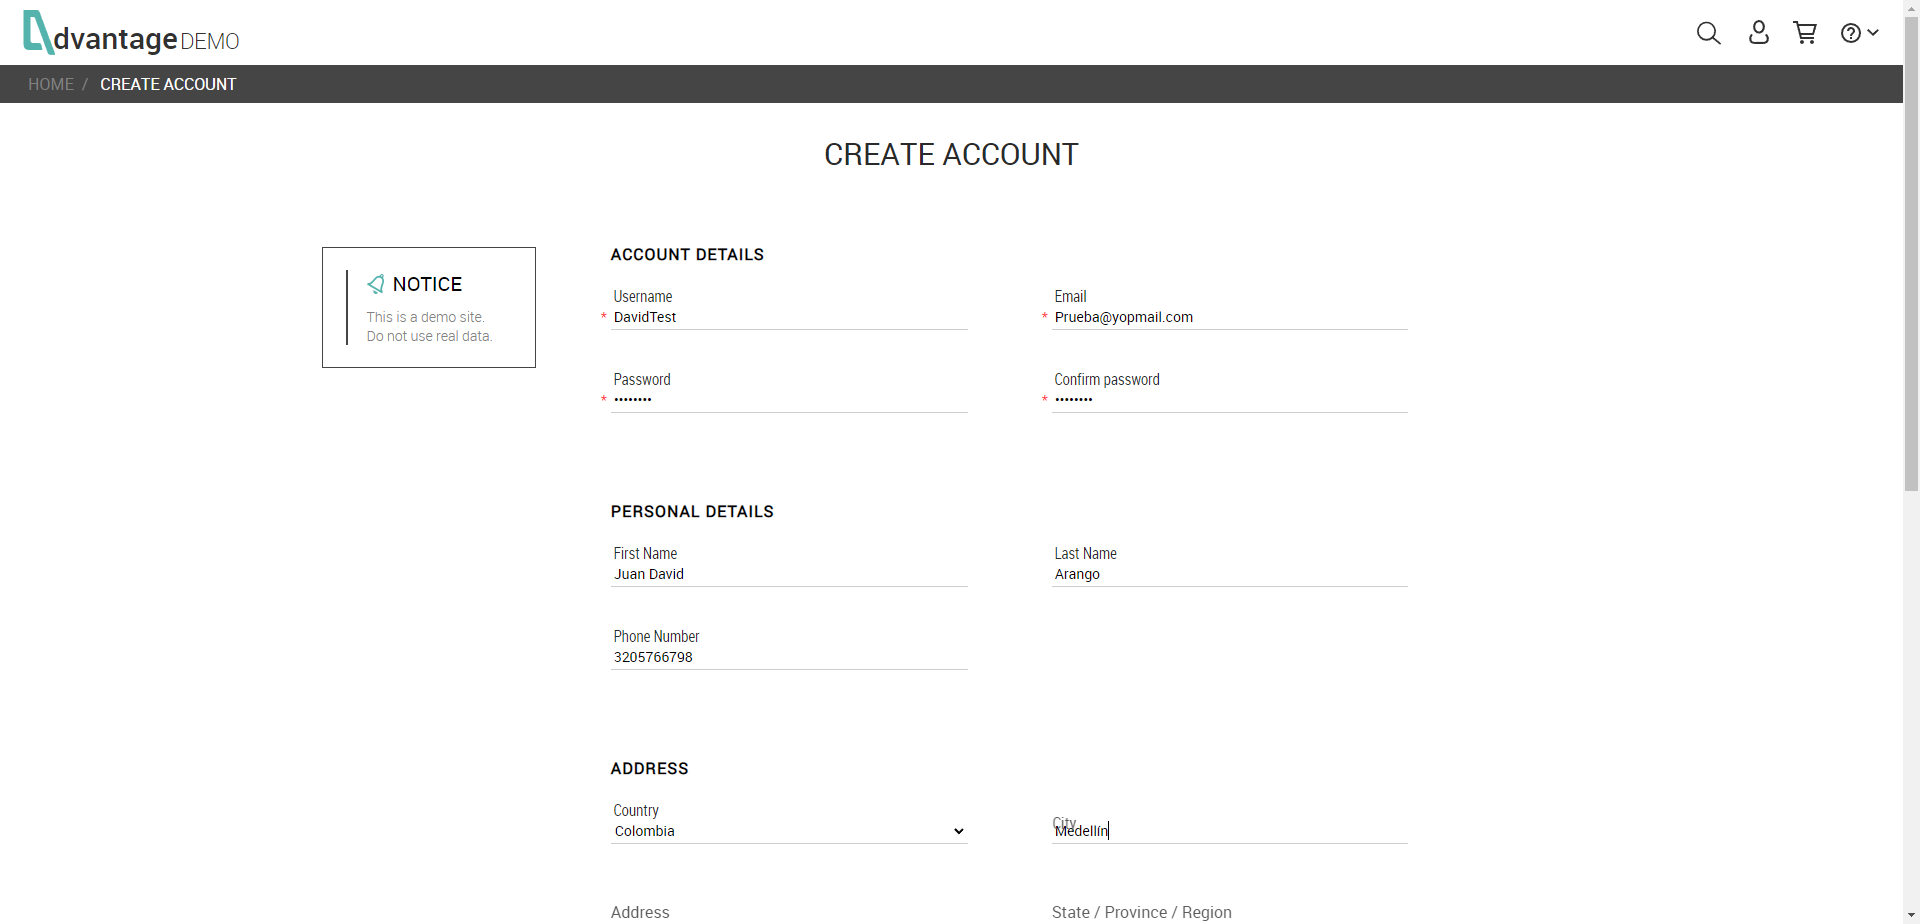 dvantage DEMO
HOME / CREATE ACCOUNT
CREATE ACCOUNT
NOTICE
This is a demo site.
Do not use real data.
ACCOUNT DETAILS
Username
* DavidTest
Email
* Prueba@yopmail.com
Password
* ••••••••
Confirm password
* ••••••••
PERSONAL DETAILS
First Name
Juan David
Last Name
Arango
Phone Number
3205766798
ADDRESS
Country
Colombia
City
Medellín
Address
State / Province / Region